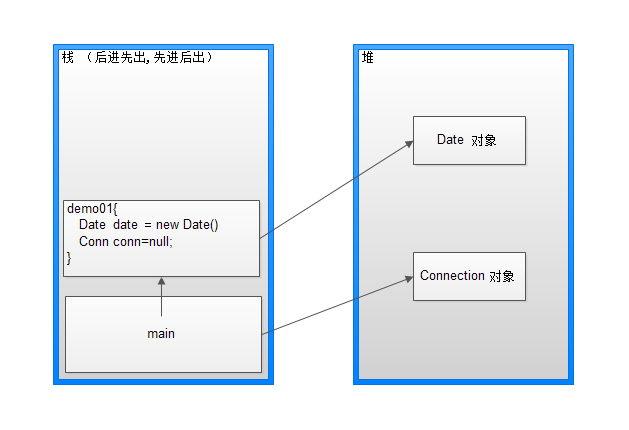 栈 （后进先出,先进后出）
堆
Date 对象
demo01{
Date date = new Date()
Conn conn=null;
}
Connection 对象
main